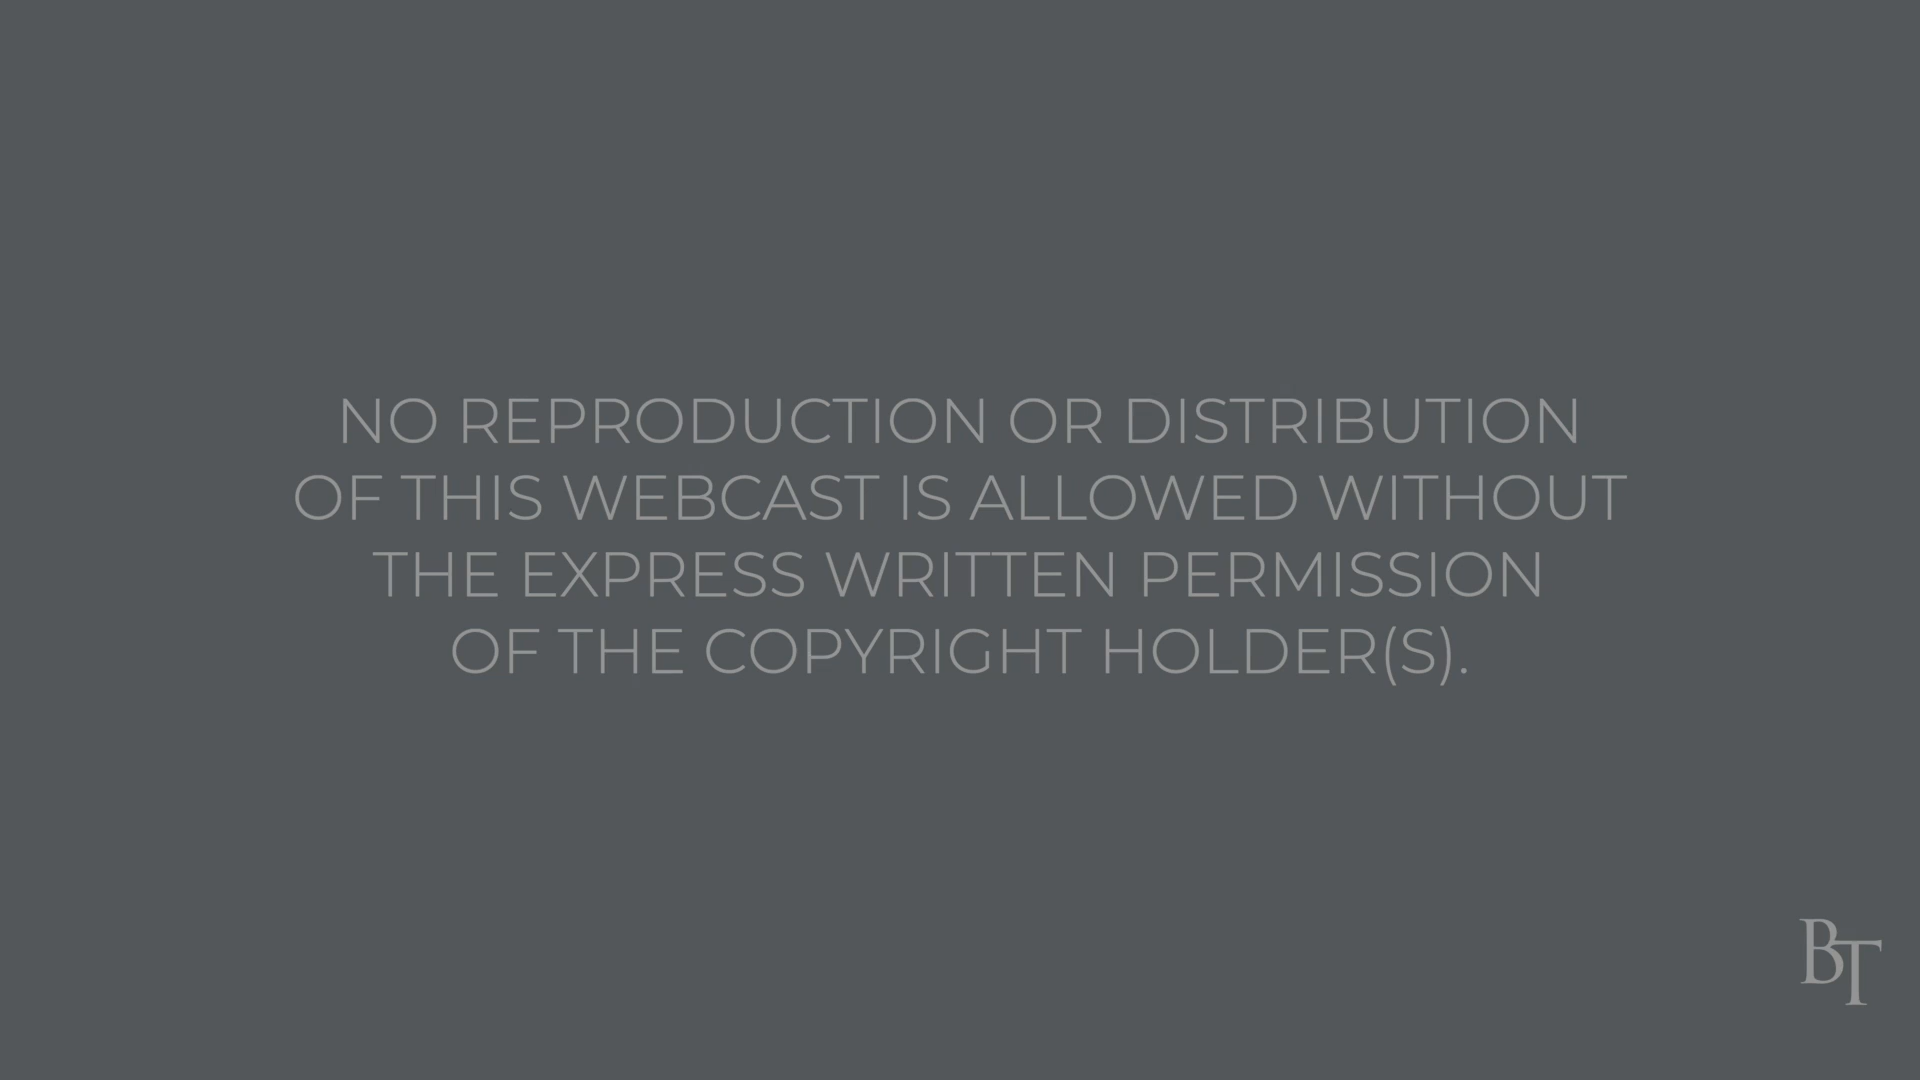 NO REPRODUCTION OR DISTRIBUTION
OF THIS WEBCAST IS ALLOWED WITHOUT
THE EXPRESS WRITTEN PERMISSION
OF THE COPYRIGHT HOLDER(S).
BT